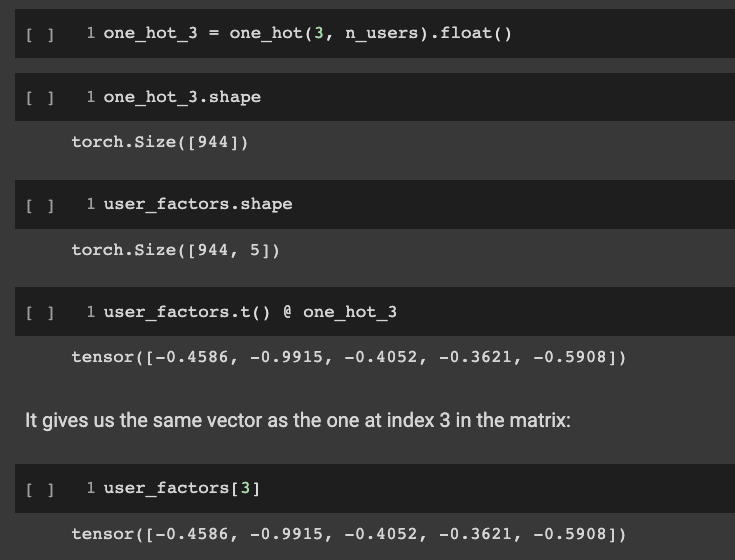 [ ] 1 one_hot_3 = one_hot(3, n_users).float()
[ ] 1 one_hot_3.shape
torch.Size([944])
[ ] 1 user_factors.shape
torch.Size([944, 5])
[ ] 1 user_factors.t() @ one_hot_3
tensor([-0.4586, -0.9915, -0.4052, -0.3621, -0.5908])
It gives us the same vector as the one at index 3 in the matrix:
[ ] 1 user_factors[3]
tensor([-0.4586, -0.9915, -0.4052, -0.3621, -0.5908])